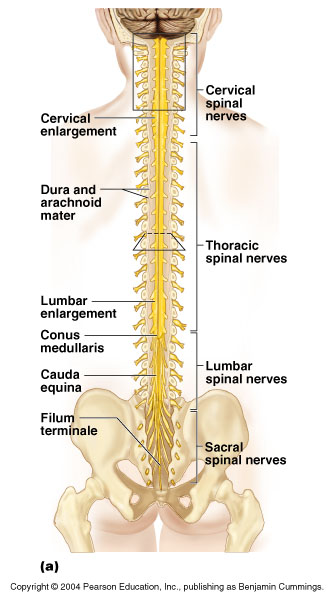 Cervical
spinal
nerves
Cervical
enlargement
Dura and
arachnoid
mater
Thoracic
spinal nerves
Lumbar
enlargement
Conus
medullaris
Cauda
equina
Lumbar
spinal nerves
Filum
terminale
Sacral
spinal nerves
(a)
Copyright © 2004 Pearson Education, Inc., publishing as Benjamin Cummings.